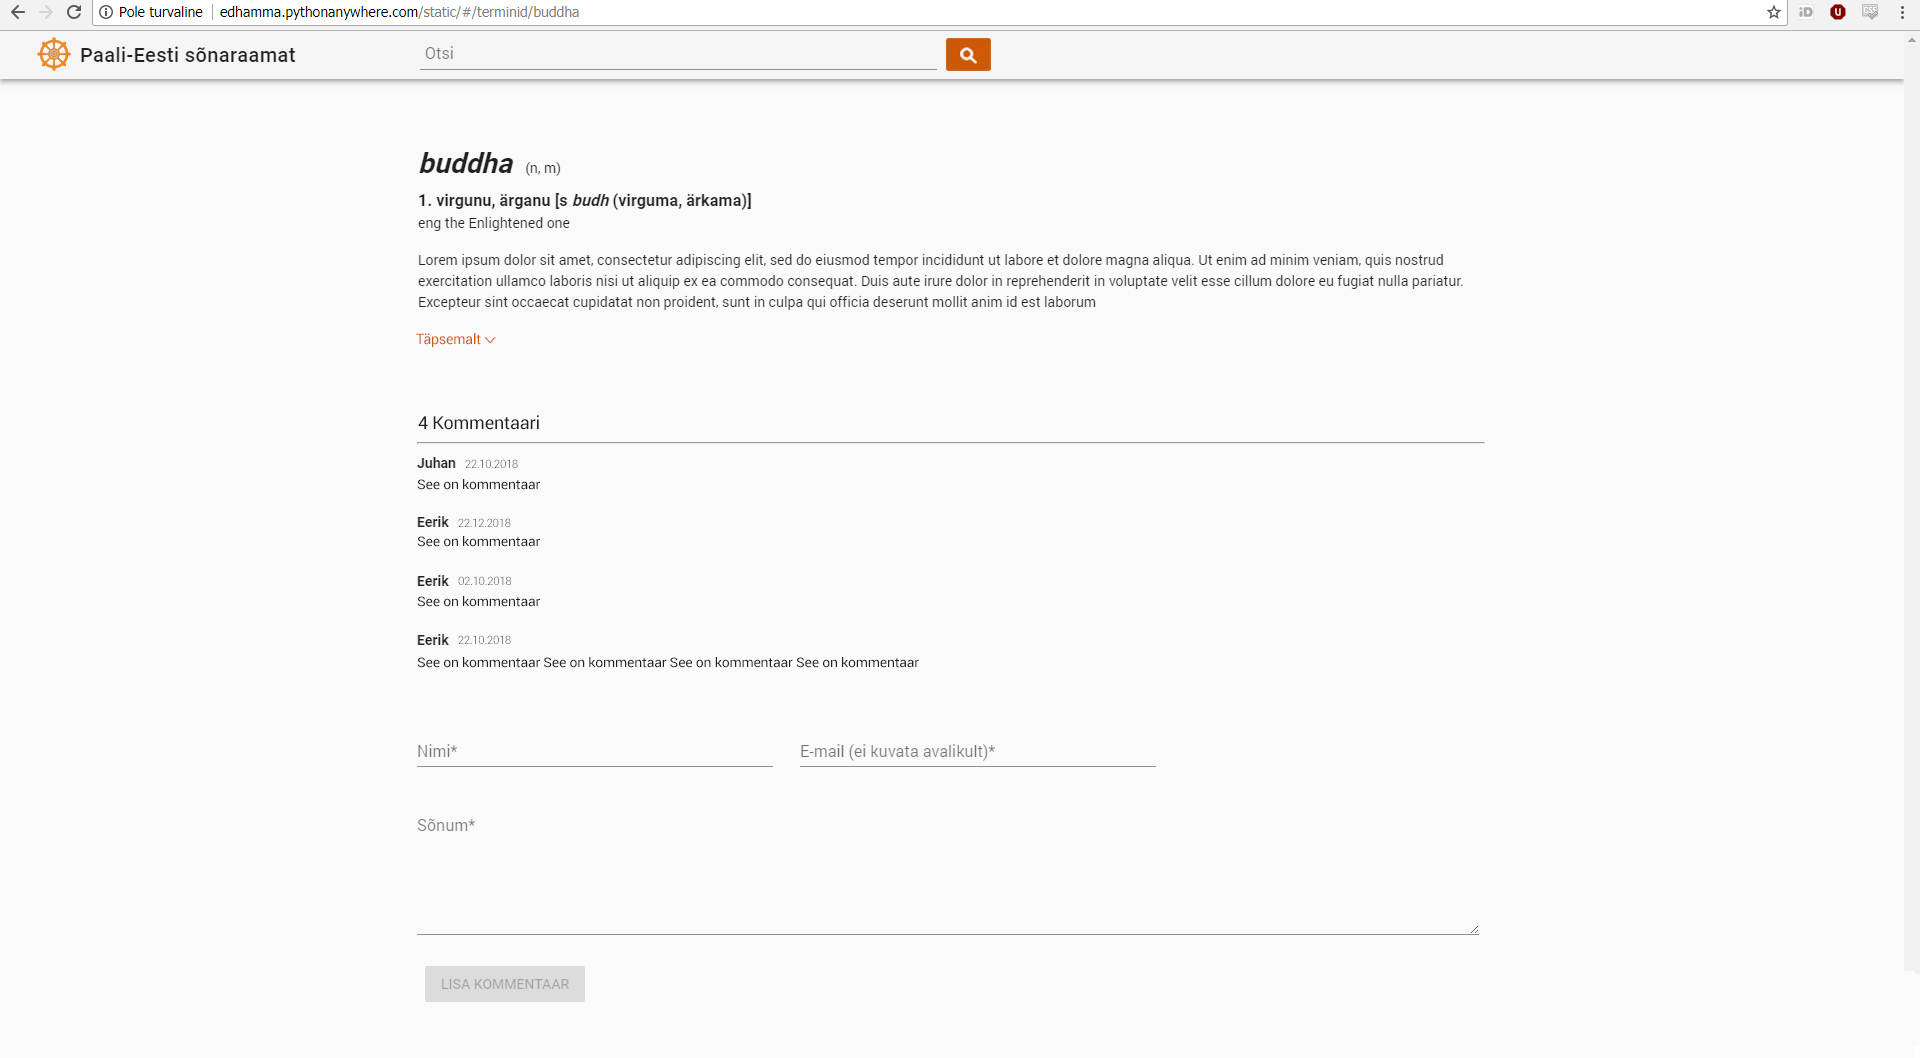 Pole turvaline edhamma.pythonanywhere.com/static/#/terminid/buddha
iD U CSE
Paali-Eesti sõnaraamat Otsi
buddha (n, m)
1. virgunu, ärganu [s budh (virguma, ärkama)]
eng the Enlightened one
Lorem ipsum dolor sit amet, consectetur adipiscing elit, sed do eiusmod tempor incididunt ut labore et dolore magna aliqua. Ut enim ad minim veniam, quis nostrud
exercitation ullamco laboris nisi ut aliquip ex ea commodo consequat. Duis aute irure dolor in reprehenderit in voluptate velit esse cillum dolore eu fugiat nulla pariatur.
Excepteur sint occaecat cupidatat non proident, sunt in culpa qui officia deserunt mollit anim id est laborum
Täpsemalt
4 Kommentaari
Juhan 22.10.2018
See on kommentaar
Eerik 22.12.2018
See on kommentaar
Eerik 02.10.2018
See on kommentaar
Eerik 22.10.2018
See on kommentaar See on kommentaar See on kommentaar See on kommentaar
Nimi* E-mail (ei kuvata avalikult)*
Sõnum*
LISA KOMMENTAAR